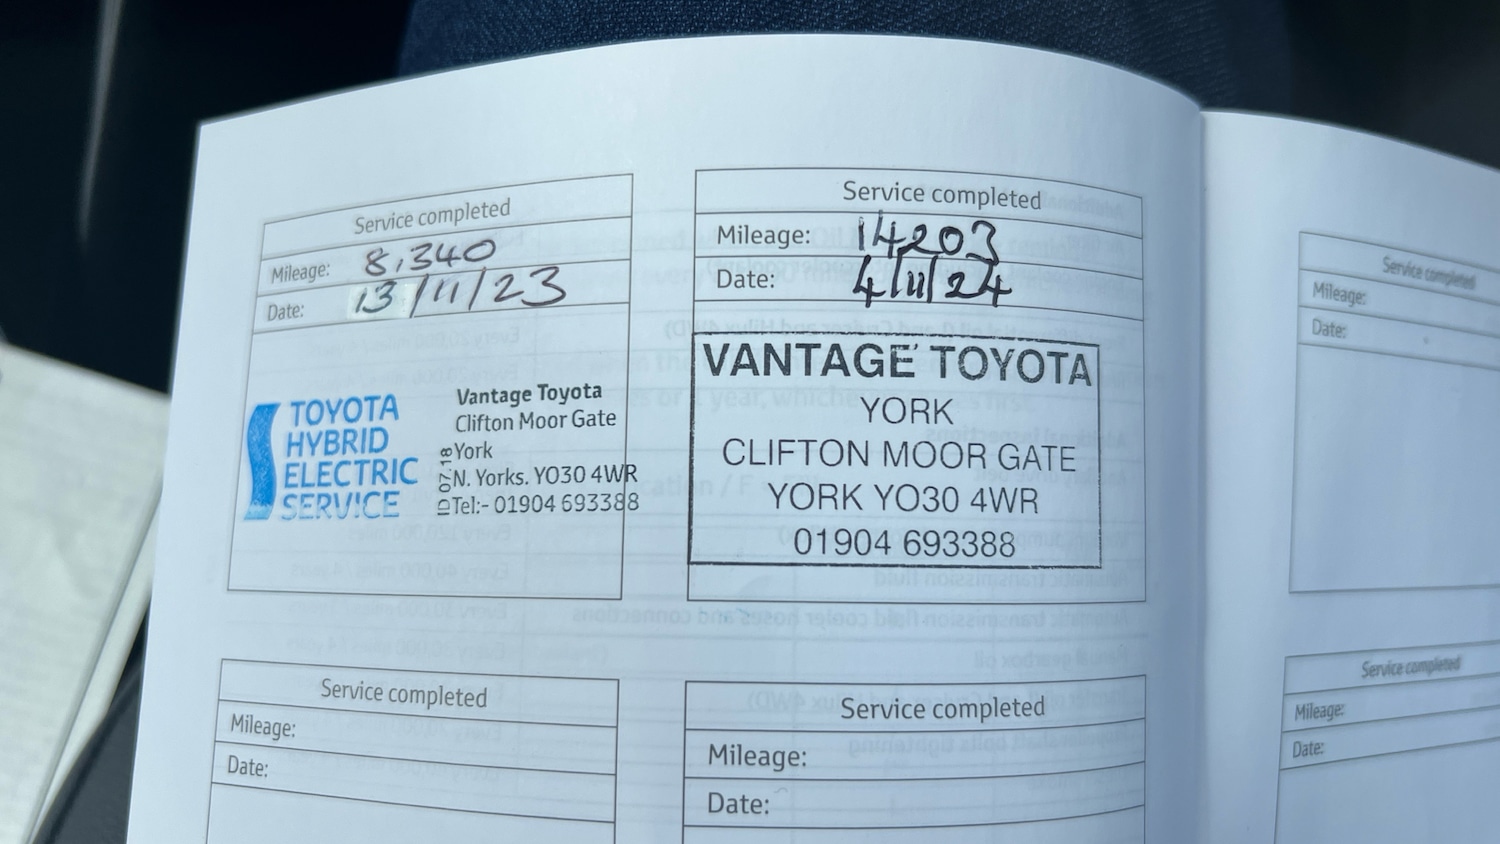 Service completed
Mileage: 8,340
Date: 13/11/23
TOYOTA
HYBRID
ELECTRIC
SERVICE
Vantage Toyota
Clifton Moor Gate
York
N. Yorks. YO30 4WR
Tel:- 01904 693388
ID 07.18
Service completed
Mileage: 14203
Date: 4/11/24
VANTAGE TOYOTA
YORK
CLIFTON MOOR GATE
YORK YO30 4WR
01904 693388
Service completed
Mileage:
Date:
Service completed
Mileage:
Date:
Service completed
Mileage:
Date:
Service completed
Mileage:
Date: